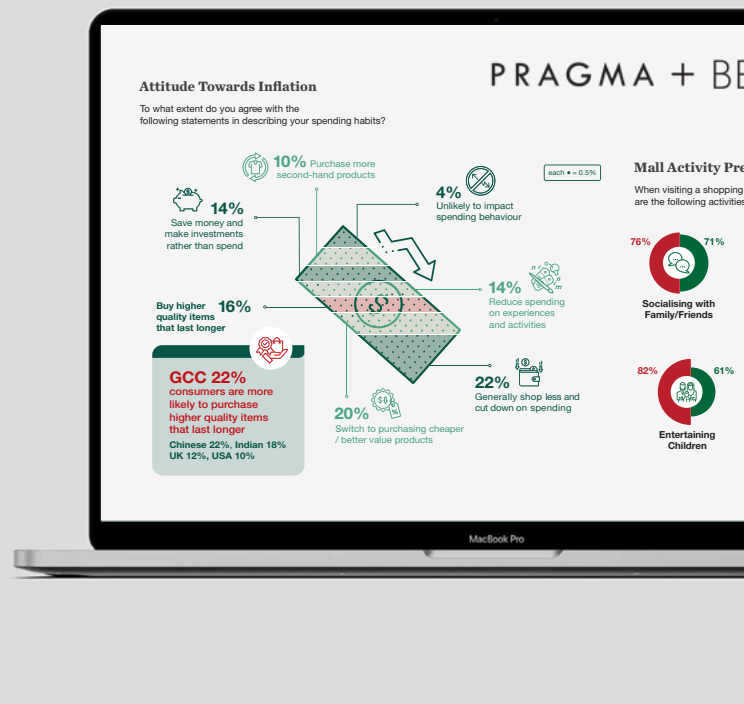 PRAGMA + BE
Attitude Towards Inflation
To what extent do you agree with the
following statements in describing your spending habits?
10% Purchase more
second-hand products
14%
Save money and
make investments
rather than spend
Buy higher 16%
quality items
that last longer
GCC 22%
consumers are more
likely to purchase
higher quality items
that last longer
Chinese 22%, Indian 18%
UK 12%, USA 10%
4%
Unlikely to impact
spending behaviour
each • = 0.5%
14%
Reduce spending
on experiences
and activities
22%
Generally shop less and
cut down on spending
20%
Switch to purchasing cheaper
/ better value products
Mall Activity Pre
When visiting a shopping
are the following activities
76% 71%
Socialising with
Family/Friends
82% 61%
Entertaining
Children
MacBook Pro